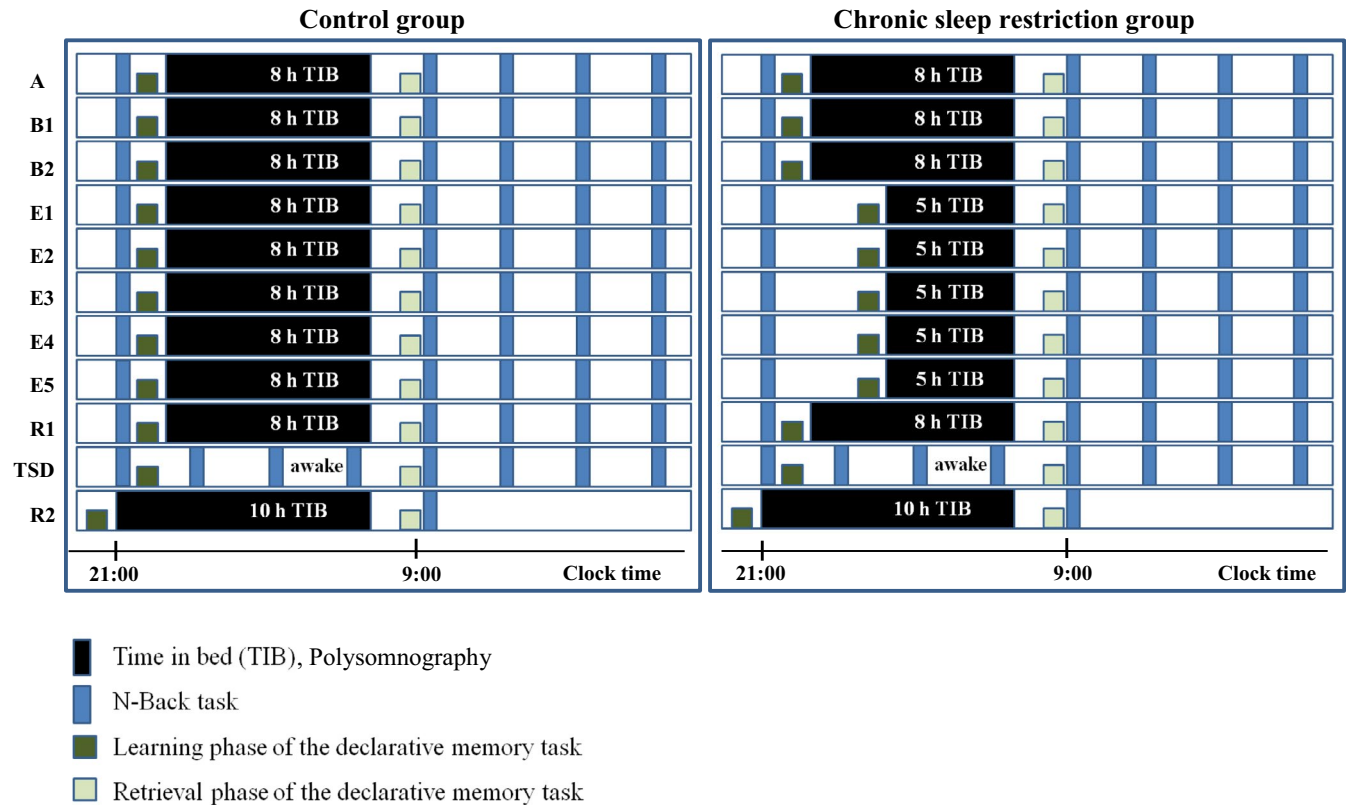 Control group
Chronic sleep restriction group
A 8 h TIB 8 h TIB
B1 8 h TIB 8 h TIB
B2 8 h TIB 8 h TIB
E1 8 h TIB 5 h TIB
E2 8 h TIB 5 h TIB
E3 8 h TIB 5 h TIB
E4 8 h TIB 5 h TIB
E5 8 h TIB 5 h TIB
R1 8 h TIB 8 h TIB
TSD awake awake
R2 10 h TIB 10 h TIB
21:00 9:00 Clock time 21:00 9:00 Clock time
Time in bed (TIB), Polysomnography
N-Back task
Learning phase of the declarative memory task
Retrieval phase of the declarative memory task